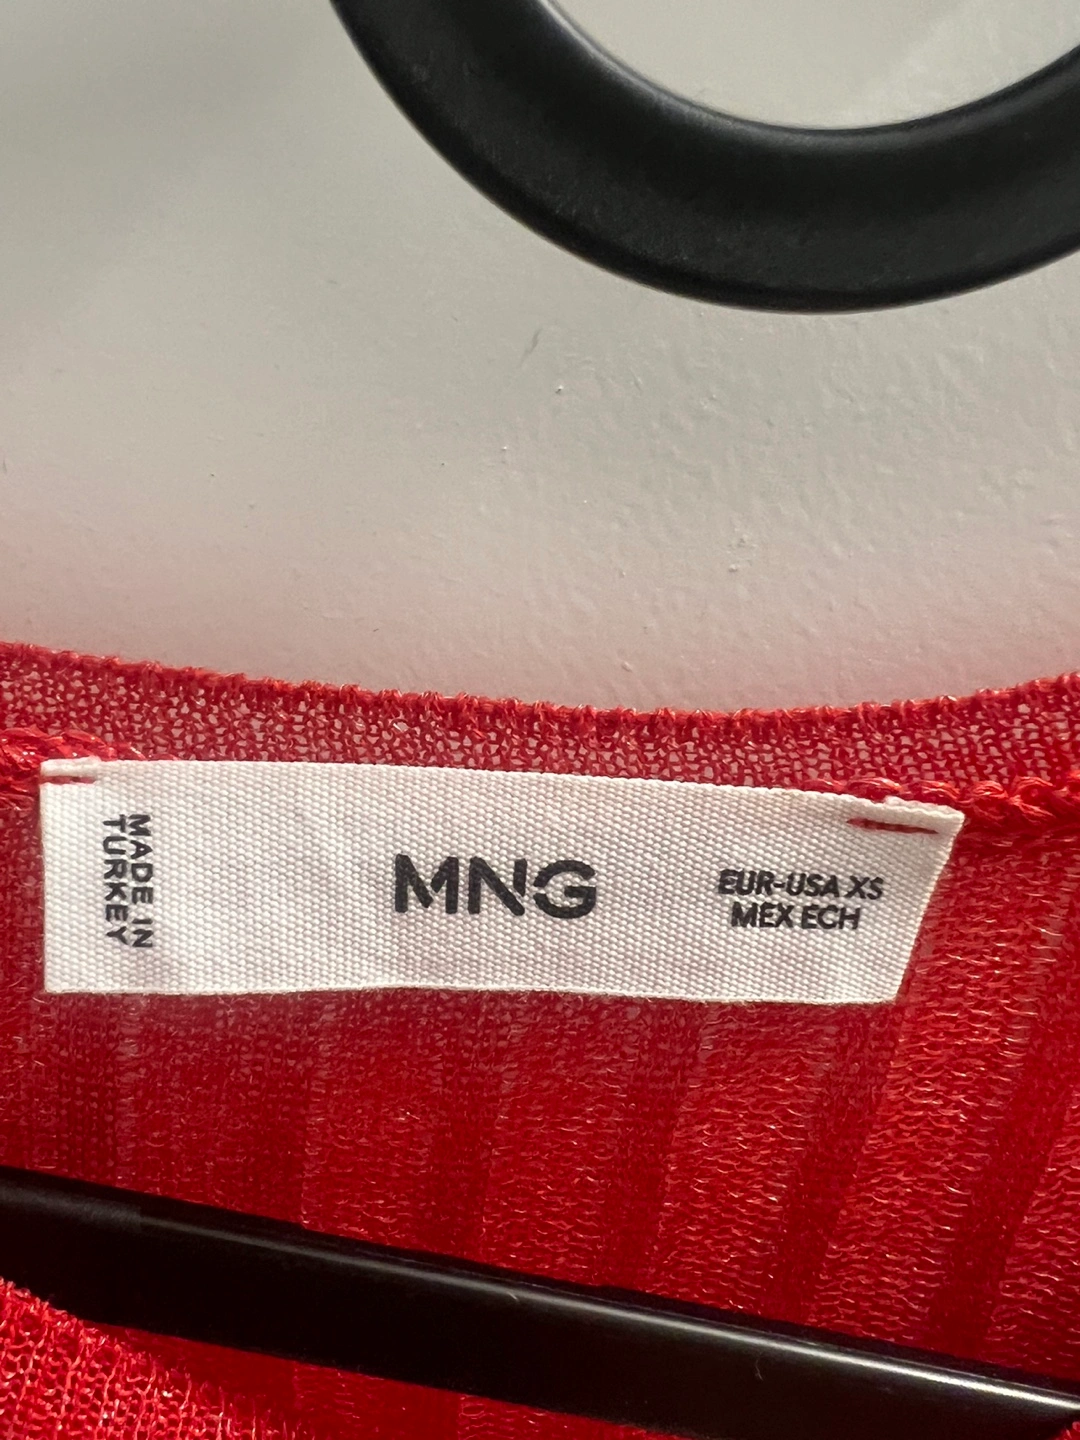 MADE IN
TURKEY
MNG
EUR-USA XS
MEX ECH